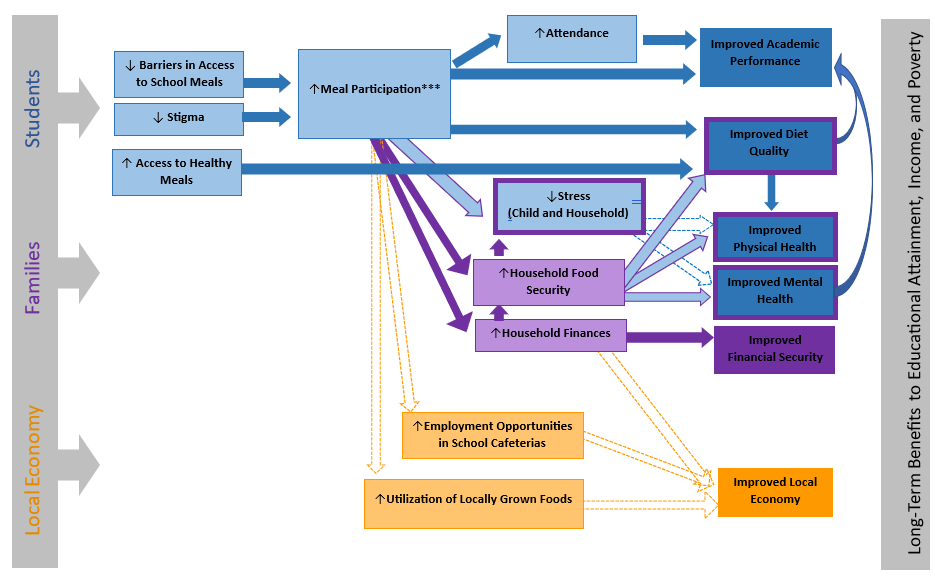 Students
Families
Local Economy
↓ Barriers in Access
to School Meals
↓ Stigma
↑ Access to Healthy
Meals
↑Meal Participation***
↑Attendance
↓Stress
(Child and Household)
↑Household Food
Security
↑Household Finances
↑Employment Opportunities
in School Cafeterias
↑Utilization of Locally Grown Foods
Improved Academic
Performance
Improved Diet
Quality
Improved
Physical Health
Improved Mental
Health
Improved
Financial Security
Improved Local
Economy
Long-Term Benefits to Educational Attainment, Income, and Poverty